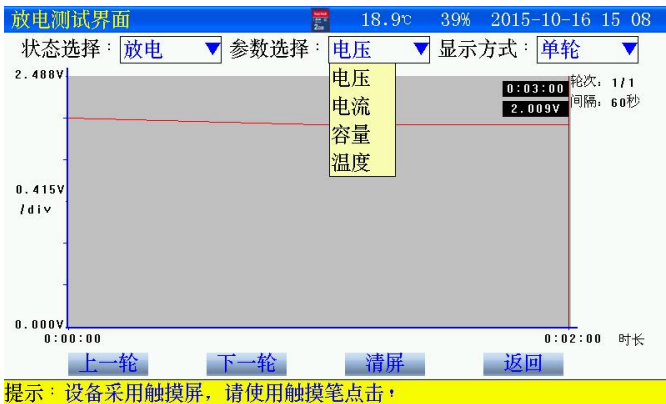 放电测试界面 18.9℃ 39% 2015-10-16 15 08
状态选择： 放电 参数选择： 电压 显示方式： 单轮
2.488V
电压
电流
容量
温度
0:03:00
2.009V
轮次： 1/1
间隔： 60秒
0.415V
/div
0.000V
0:00:00 0:02:00 时长
上一轮 下一轮 清屏 返回
提示：设备采用触摸屏，请使用触摸笔点击！